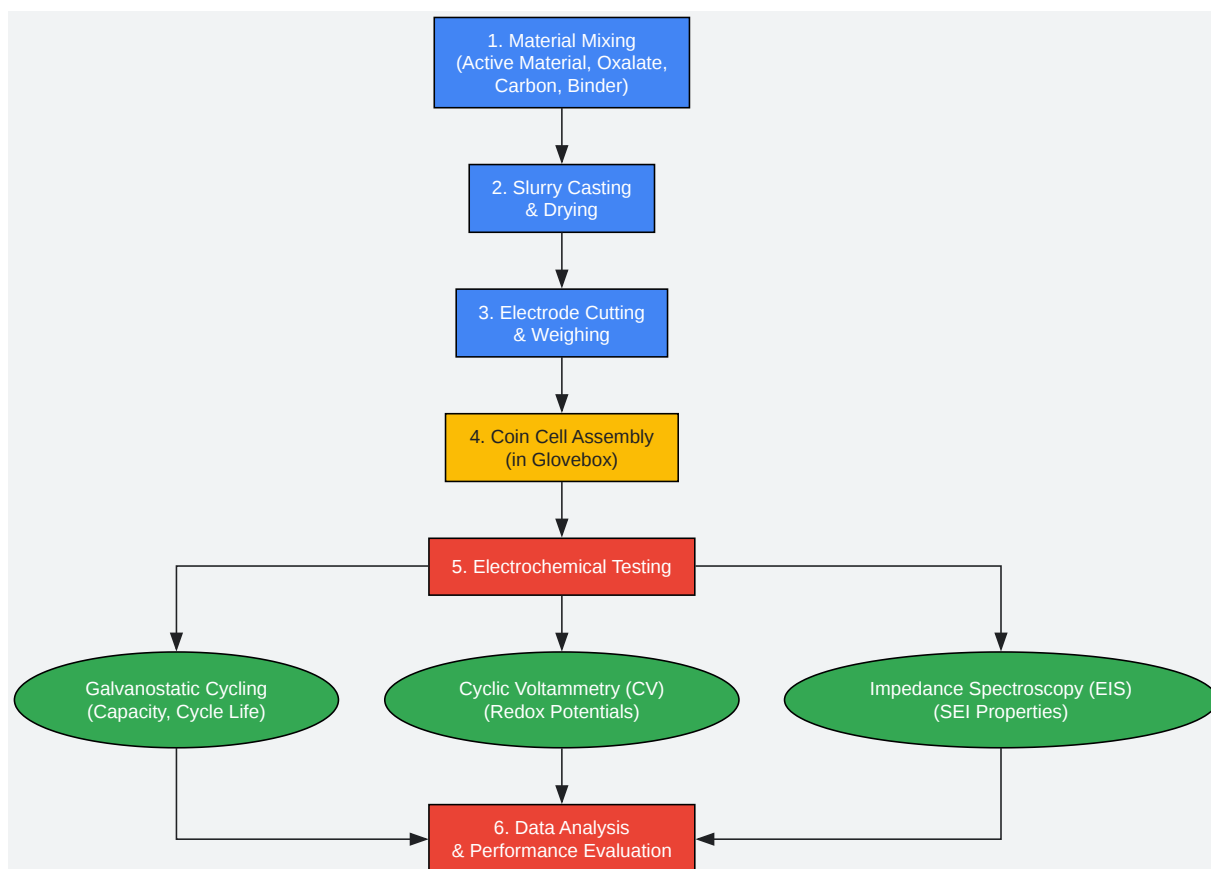 1. Material Mixing
(Active Material, Oxalate,
Carbon, Binder)
2. Slurry Casting
& Drying
3. Electrode Cutting
& Weighing
4. Coin Cell Assembly
(in Glovebox)
5. Electrochemical Testing
Galvanostatic Cycling
(Capacity, Cycle Life)
Cyclic Voltammetry (CV)
(Redox Potentials)
Impedance Spectroscopy (EIS)
(SEI Properties)
6. Data Analysis
& Performance Evaluation